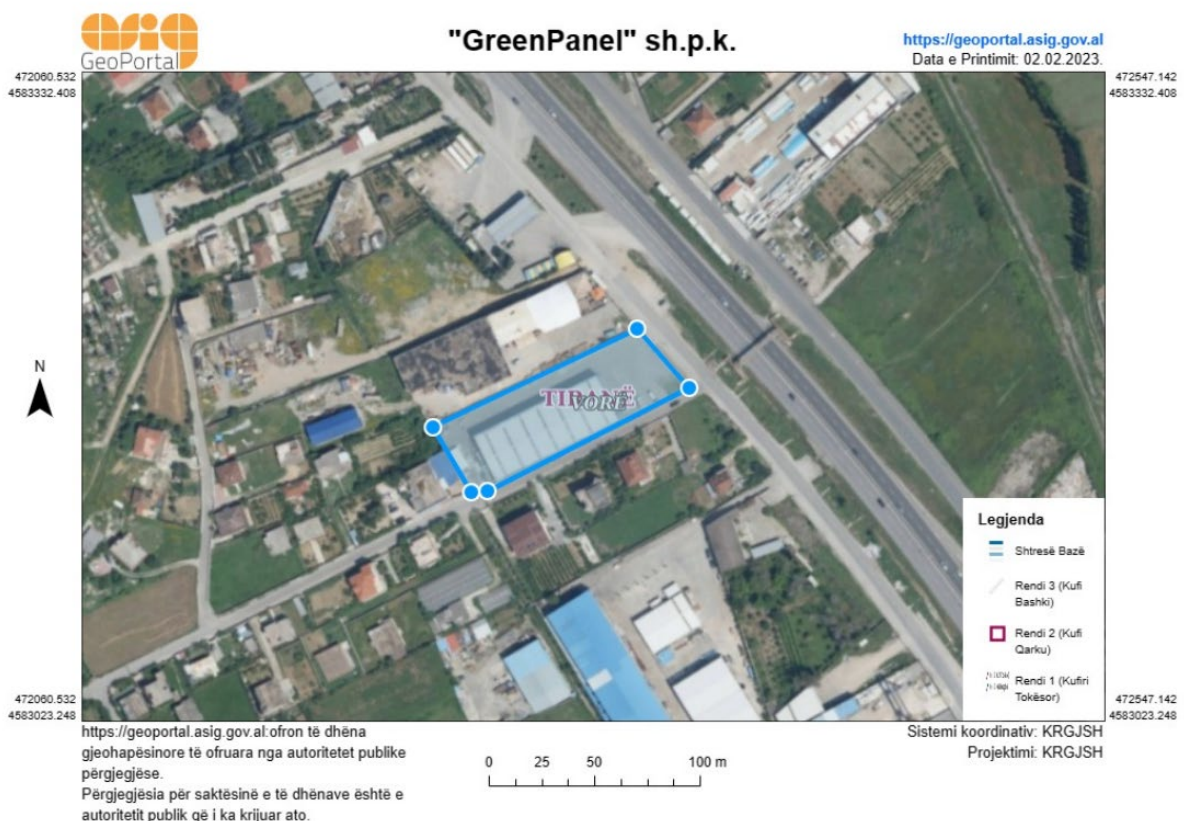 asig
GeoPortal
"GreenPanel" sh.p.k.
https://geoportal.asig.gov.al
Data e Printimit: 02.02.2023.
472060.532
4583332.408
472547.142
4583332.408
N
TIRANË
VORË
Legjenda
Shtresë Bazë
Rendi 3 (Kufi
Bashki)
Rendi 2 (Kufi
Qarku)
Rendi 1 (Kufiri
Tokësor)
472060.532
4583023.248
472547.142
4583023.248
https://geoportal.asig.gov.al:ofron të dhëna
gjeohapësinore të ofruara nga autoritetet publike
përgjegjëse.
Përgjegjësia për saktësinë e të dhënave është e
autoritetit publik që i ka krijuar ato.
0 25 50 100 m
Sistemi koordinativ: KRGJSH
Projektimi: KRGJSH